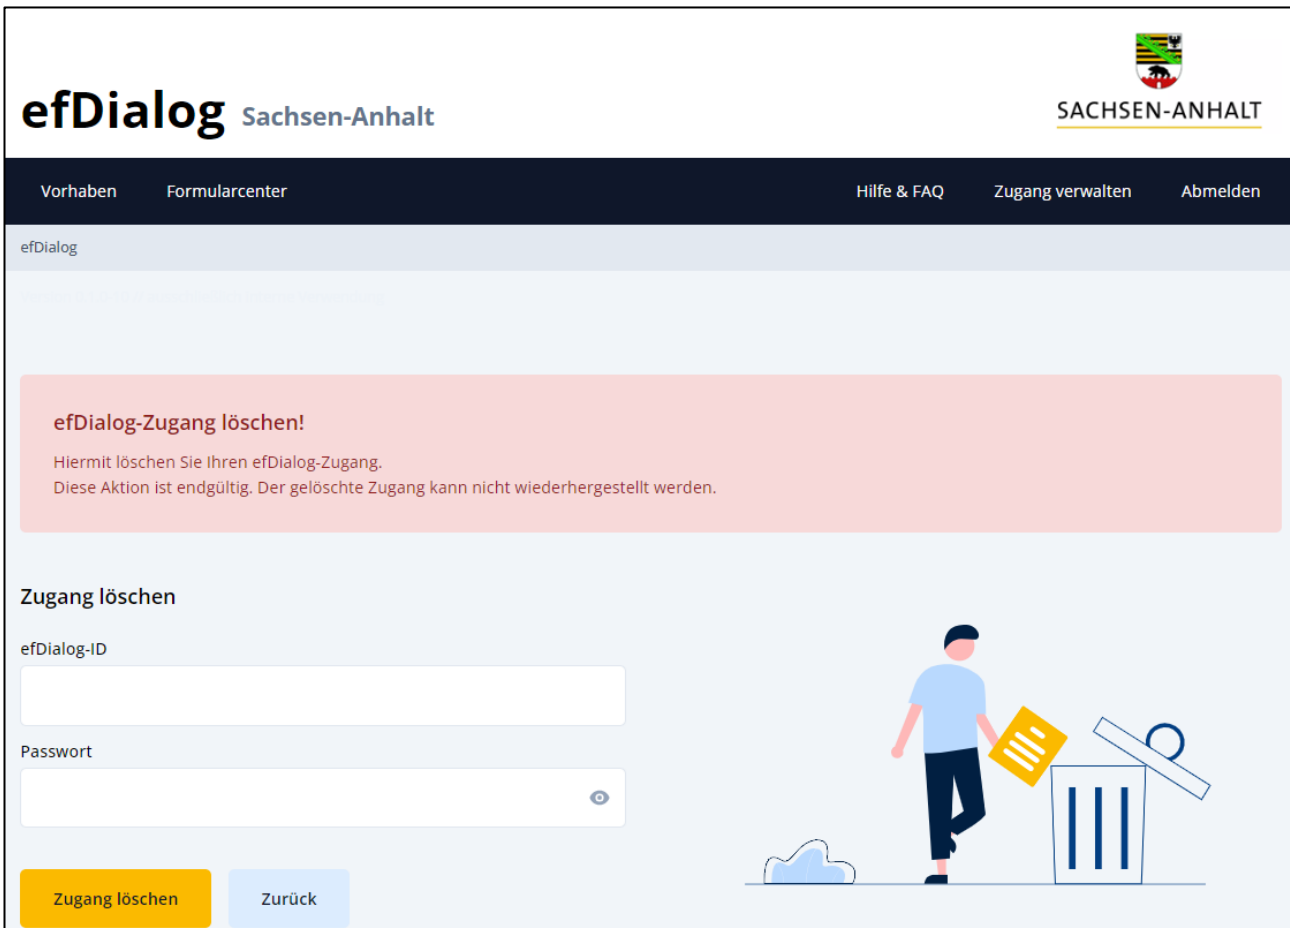 efDialog Sachsen-Anhalt
SACHSEN-ANHALT
Vorhaben Formularcenter Hilfe & FAQ Zugang verwalten Abmelden
efDialog
efDialog-Zugang löschen!
Hiermit löschen Sie Ihren efDialog-Zugang.
Diese Aktion ist endgültig. Der gelöschte Zugang kann nicht wiederhergestellt werden.
Zugang löschen
efDialog-ID
Passwort
Zugang löschen Zurück